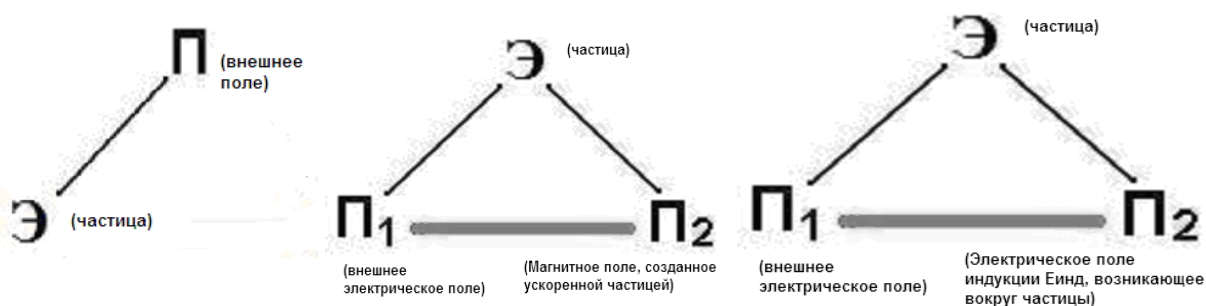 П
(внешнее
поле)
Э
(частица)
Э
(частица)
П1
П2
(внешнее
электрическое поле)
(Магнитное поле, созданное
ускоренной частицей)
Э
(частица)
П1
П2
(внешнее
электрическое поле)
(Электрическое поле
индукции Еинд, возникающее
вокруг частицы)